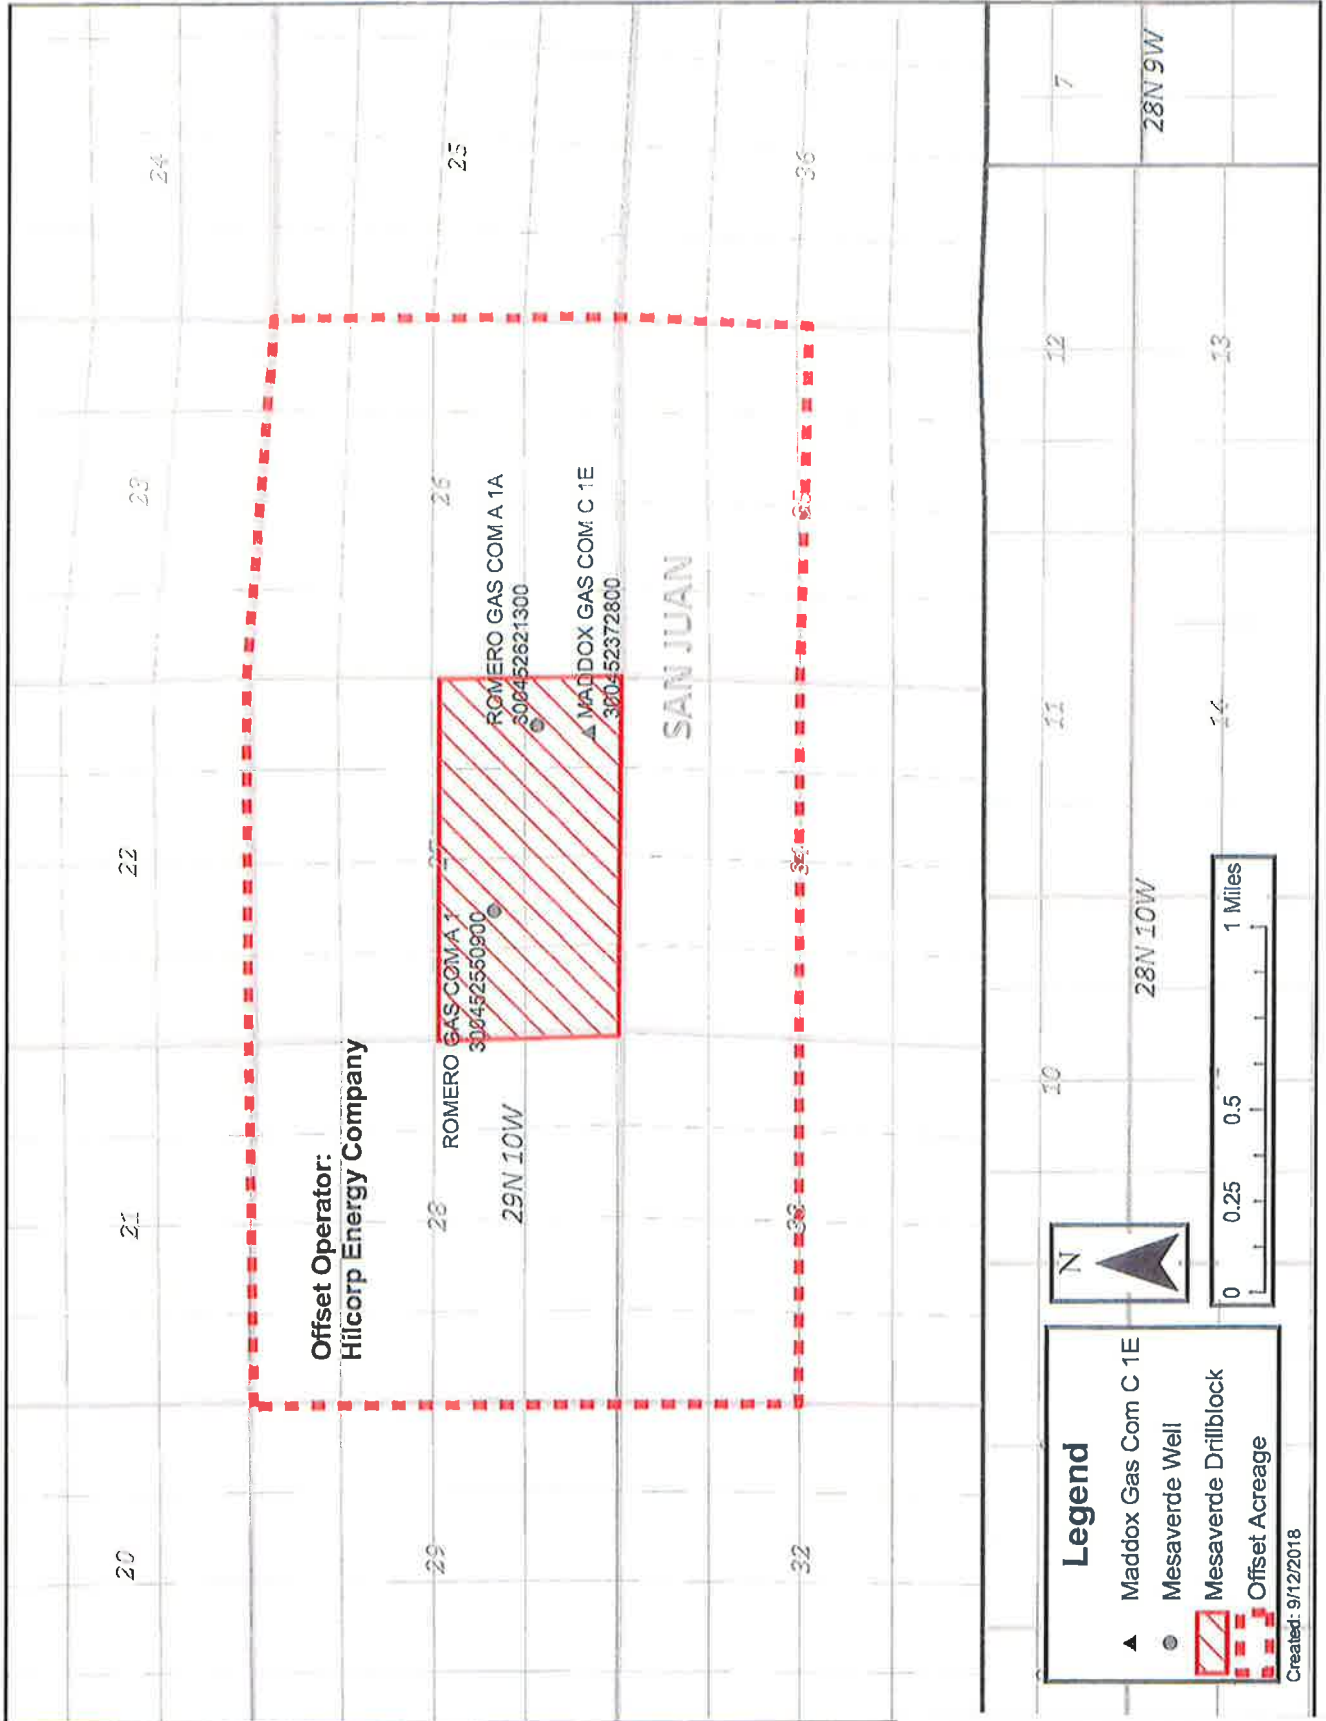 20
21
22
23
24
Offset Operator:
Hilcorp Energy Company
29
28
27
26
25
ROMERO GAS COM A 1
300452550900
ROMERO GAS COM A 1A
300452621300
29N 10W
MADDOX GAS COM C 1E
300452372800
SAN JUAN
32
33
34
35
36
10
11
12
7
28N 10W
28N 9W
14
13
Legend
Maddox Gas Com C 1E
Mesaverde Well
Mesaverde Drillblock
Offset Acreage
N
0 0.25 0.5 1 Miles
Created: 9/12/2018